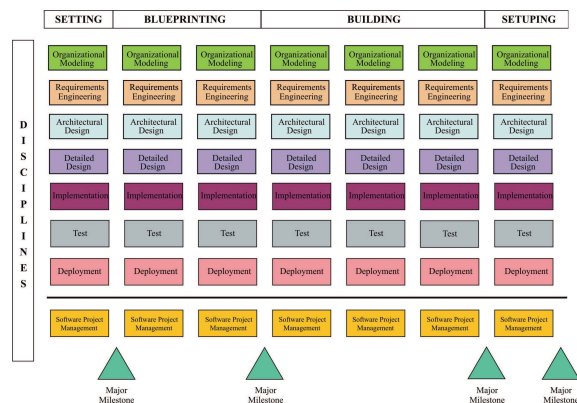 SETTING BLUEPRINTING BUILDING SETUPING
DISCIPLINES
Organizational Organizational Organizational Organizational Organizational Organizational Organizational
Modeling Modeling Modeling Modeling Modeling Modeling Modeling
Requirements Requirements Requirements Requirements Requirements Requirements Requirements
Engineering Engineering Engineering Engineering Engineering Engineering Engineering
Architectural Architectural Architectural Architectural Architectural Architectural Architectural
Design Design Design Design Design Design Design
Detailed Detailed Detailed Detailed Detailed Detailed Detailed
Design Design Design Design Design Design Design
Implementation Implementation Implementation Implementation Implementation Implementation Implementation
Test Test Test Test Test Test Test
Deployment Deployment Deployment Deployment Deployment Deployment Deployment
Software Project Software Project Software Project Software Project Software Project Software Project Software Project
Management Management Management Management Management Management Management
Major Major Major Major
Milestone Milestone Milestone Milestone